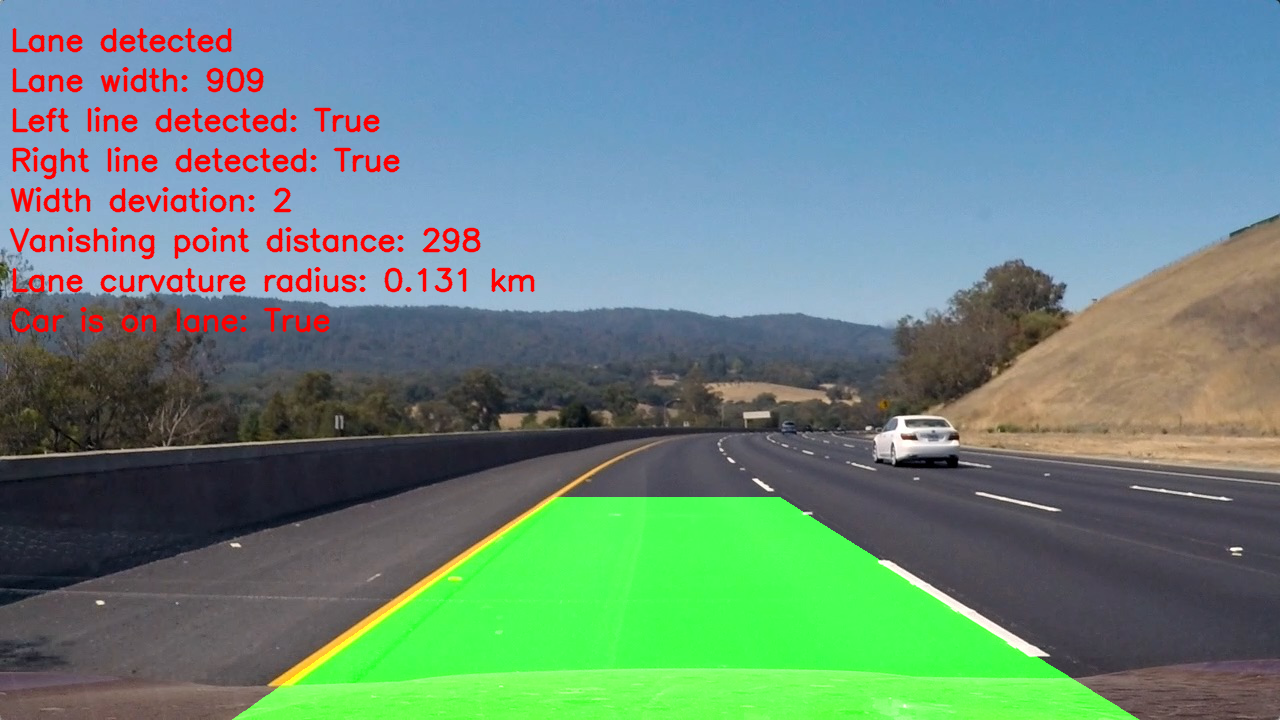 Lane detected
Lane width: 909
Left line detected: True
Right line detected: True
Width deviation: 2
Vanishing point distance: 298
Lane curvature radius: 0.131 km
Car is on lane: True